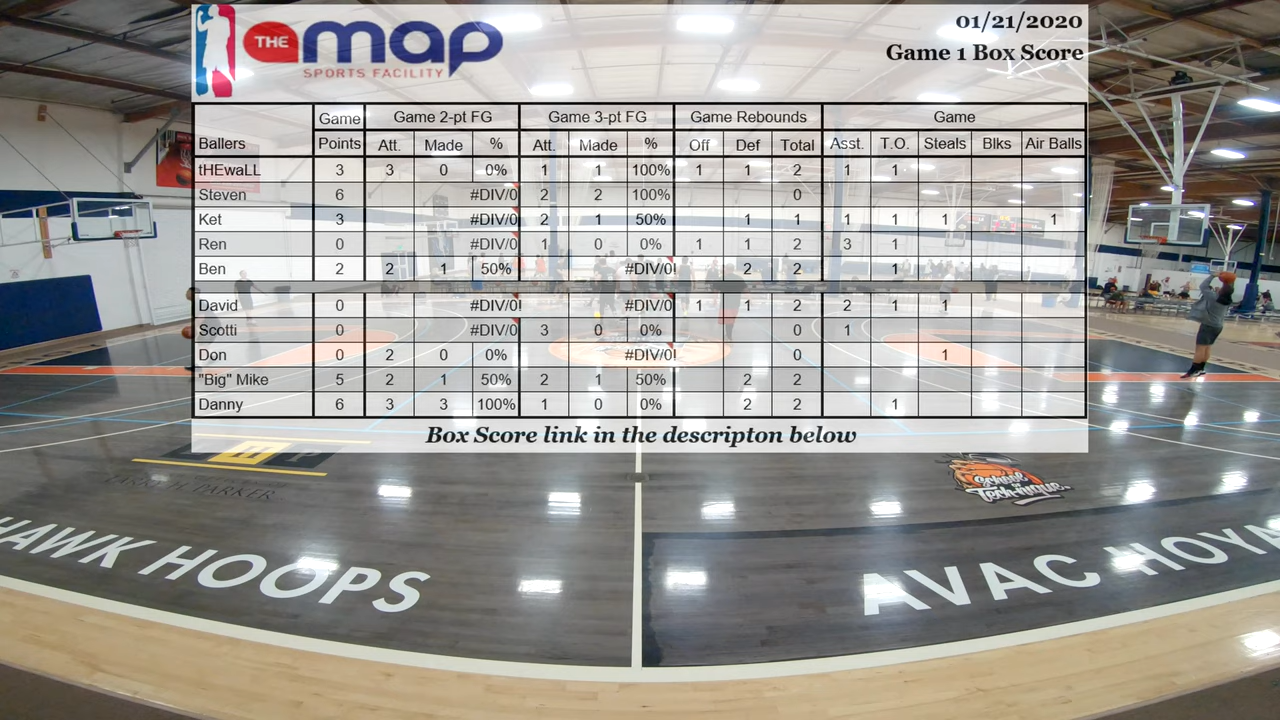 THE map
SPORTS FACILITY
01/21/2020
Game 1 Box Score
Game Game 2-pt FG Game 3-pt FG Game Rebounds Game
Ballers Points Att. Made % Att. Made % Off Def Total Asst. T.O. Steals Blks Air Balls
tHEwaLL 3 3 0 0% 1 1 100% 1 1 2 1 1
Steven 6 #DIV/0 2 2 100% 0
Ket 3 #DIV/0 2 1 50% 1 1 1 1 1 1
Ren 0 #DIV/0 1 0 0% 1 1 2 3 1
Ben 2 2 1 50% #DIV/0! 2 2 1
David 0 #DIV/0! #DIV/0 1 1 2 2 1 1
Scotti 0 #DIV/0 3 0 0% 0 1
Don 0 2 0 0% #DIV/0! 0 1
"Big" Mike 5 2 1 50% 2 1 50% 2 2
Danny 6 3 3 100% 1 0 0% 2 2 1
Box Score link in the descripton below
School of
Tech-nique
HAWK HOOPS
AVAC HOYA